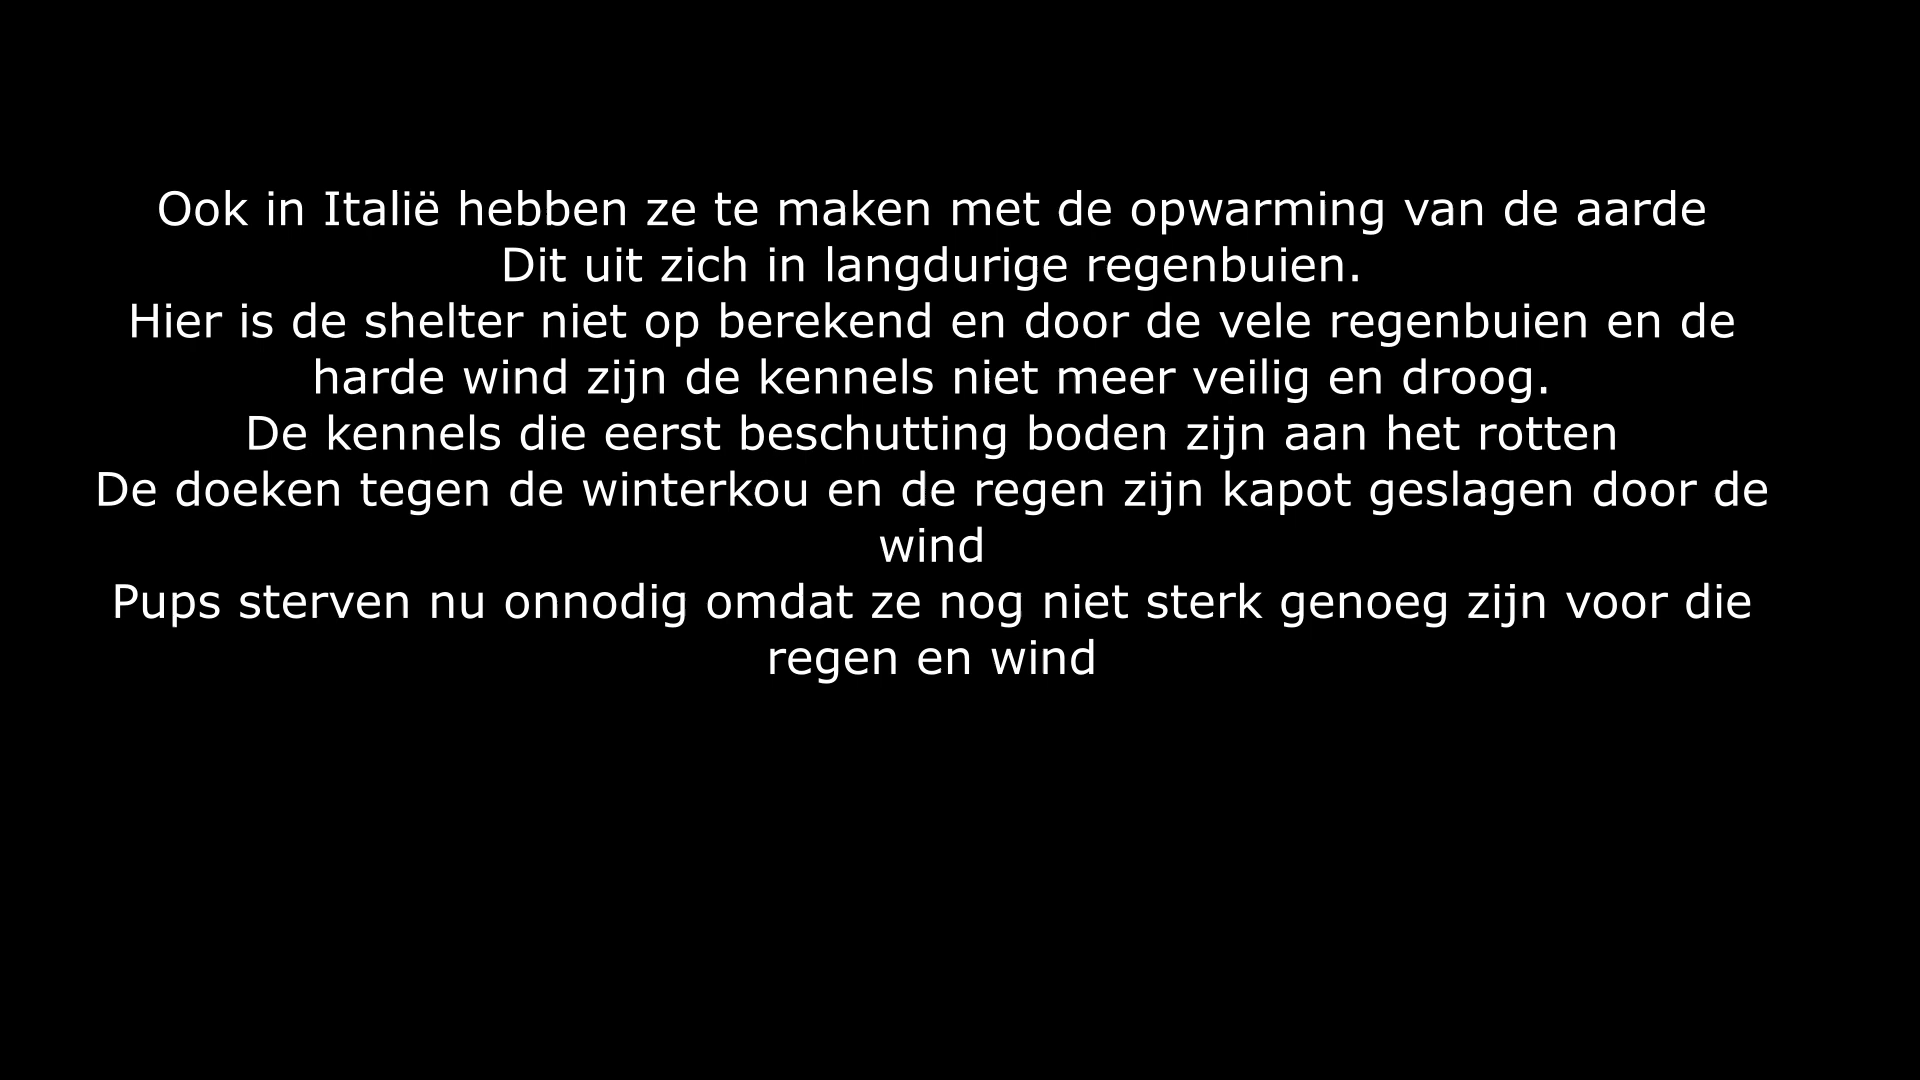 Ook in Italië hebben ze te maken met de opwarming van de aarde
Dit uit zich in langdurige regenbuien.
Hier is de shelter niet op berekend en door de vele regenbuien en de
harde wind zijn de kennels niet meer veilig en droog.
De kennels die eerst beschutting boden zijn aan het rotten
De doeken tegen de winterkou en de regen zijn kapot geslagen door de
wind
Pups sterven nu onnodig omdat ze nog niet sterk genoeg zijn voor die
regen en wind